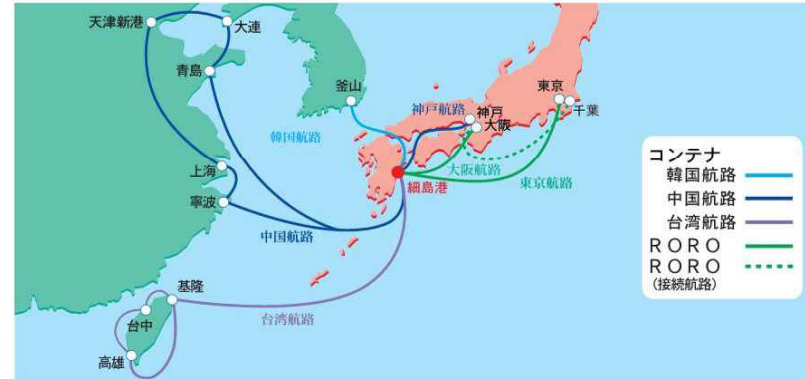 天津新港
大連
青島
釜山
韓国航路
神戸航路
神戸
大阪
東京
千葉
大阪航路
東京航路
細島港
上海
寧波
中国航路
基隆
台中
高雄
台湾航路
コンテナ
韓国航路
中国航路
台湾航路
ＲＯＲＯ
ＲＯＲＯ
（接続航路）